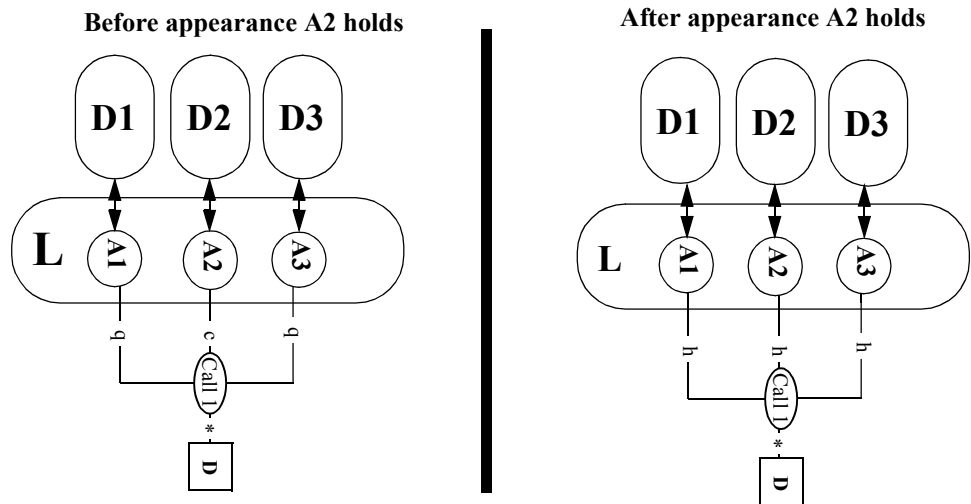 Before appearance A2 holds
D1 D2 D3
L A1 A2 A3
q c q
Call 1
*
D
After appearance A2 holds
D1 D2 D3
L A1 A2 A3
h h h
Call 1
*
D